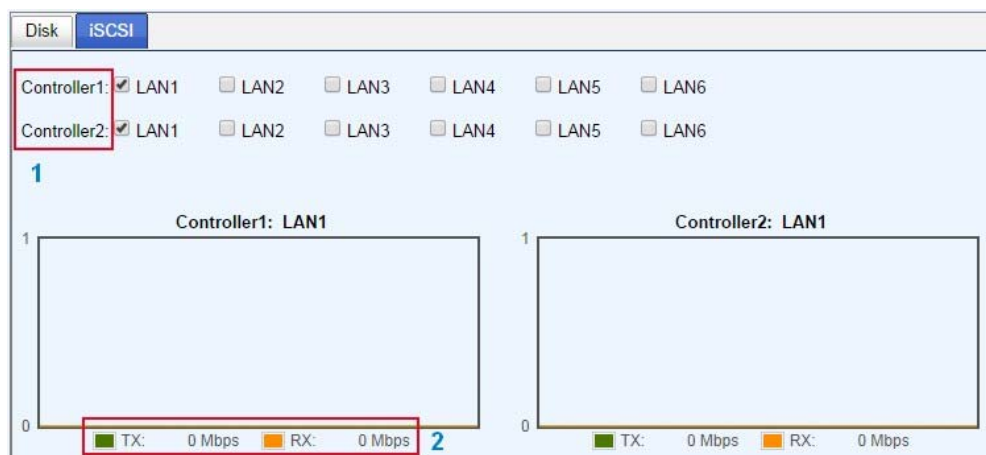 Disk iSCSI
Controller1: LAN1 LAN2 LAN3 LAN4 LAN5 LAN6
Controller2: LAN1 LAN2 LAN3 LAN4 LAN5 LAN6
1
Controller1: LAN1 Controller2: LAN1
1 1
0 0
TX: 0 Mbps RX: 0 Mbps 2 TX: 0 Mbps RX: 0 Mbps